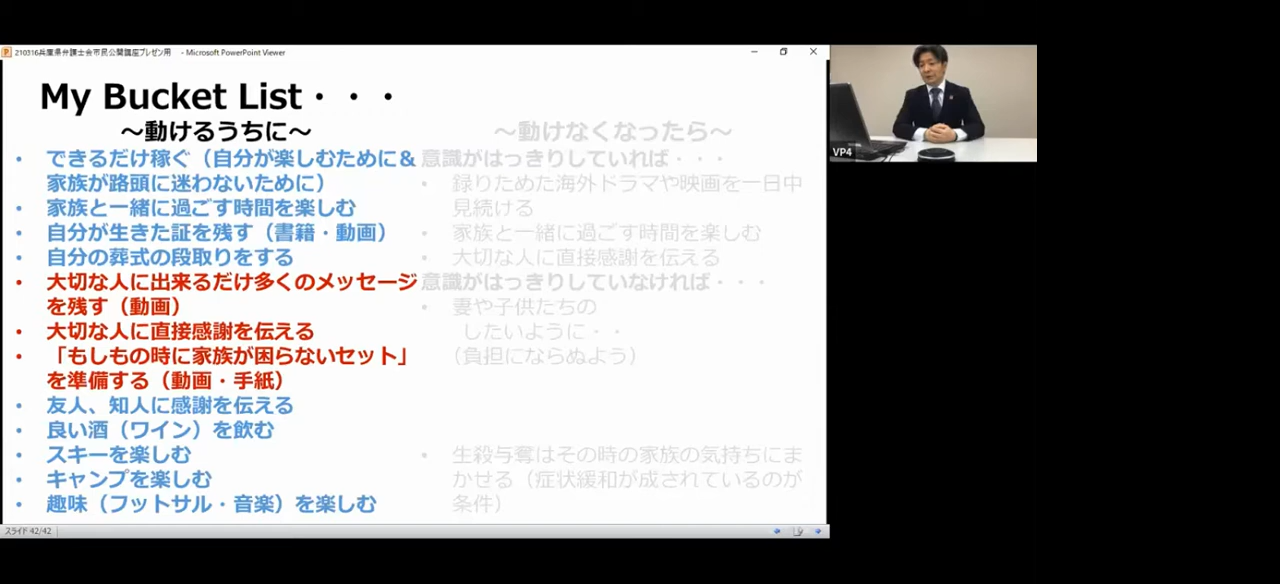 210316兵庫県弁護士会市民公開講座プレゼン用 - Microsoft PowerPoint Viewer
My Bucket List・・・
～動けるうちに～
• できるだけ稼ぐ（自分が楽しむために＆
家族が路頭に迷わないために）
• 家族と一緒に過ごす時間を楽しむ
• 自分が生きた証を残す（書籍・動画）
• 自分の葬式の段取りをする
• 大切な人に出来るだけ多くのメッセージ
を残す（動画）
• 大切な人に直接感謝を伝える
• 「もしもの時に家族が困らないセット」
を準備する（動画・手紙）
• 友人、知人に感謝を伝える
• 良い酒（ワイン）を飲む
• スキーを楽しむ
• キャンプを楽しむ
• 趣味（フットサル・音楽）を楽しむ
～動けなくなったら～
意識がはっきりしていれば・・・
• 録りためた海外ドラマや映画を一日中
見続ける
• 家族と一緒に過ごす時間を楽しむ
• 大切な人に直接感謝を伝える
意識がはっきりしていなければ・・・
• 妻や子供たちの
したいように・・
（負担にならぬよう）
• 生殺与奪はその時の家族の気持ちにま
かせる（症状緩和が成されているのが
条件）
スライド 42/42
VP4